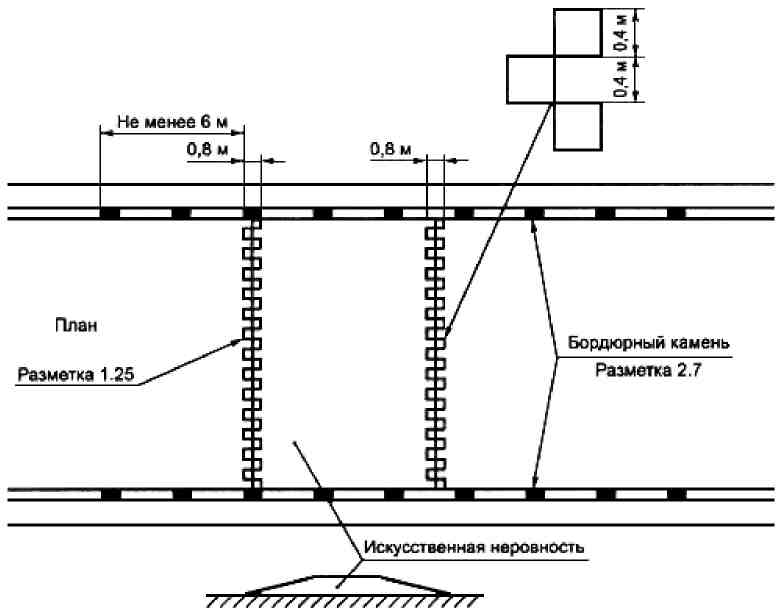 0,4 м
0,4 м
Не менее 6 м
0,8 м
0,8 м
План
Разметка 1.25
Бордюрный камень
Разметка 2.7
Искусственная неровность